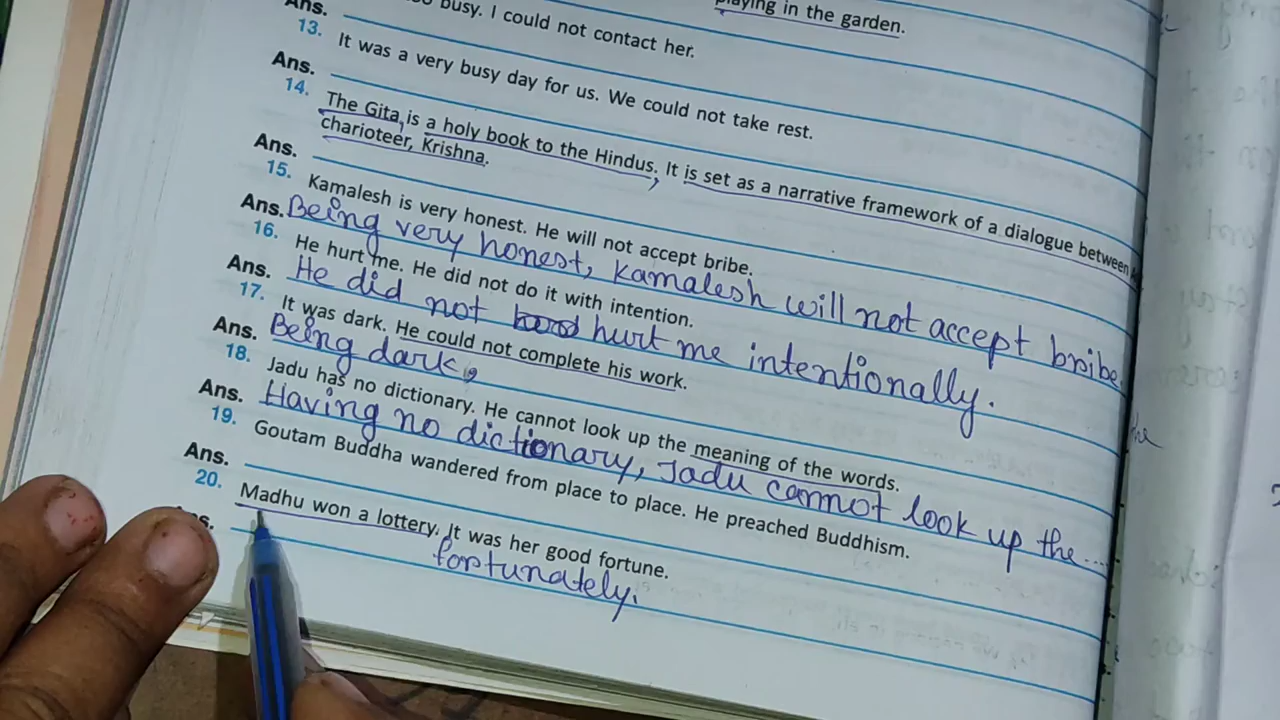 busy. I could not contact her.
playing in the garden.
Ans.
13. It was a very busy day for us. We could not take rest.
Ans.
14. The Gita, is a holy book to the Hindus. It is set as a narrative framework of a dialogue between
charioteer, Krishna.
Ans.
15. Kamalesh is very honest. He will not accept bribe.
Ans. Being very honest, Kamalesh will not accept bribe.
16. He hurt me. He did not do it with intention.
Ans. He did not hurt me intentionally.
17. It was dark. He could not complete his work.
Ans. Being dark,
18. Jadu has no dictionary. He cannot look up the meaning of the words.
Ans. Having no dictionary, Jadu cannot look up the...
19. Goutam Buddha wandered from place to place. He preached Buddhism.
Ans.
20. Madhu won a lottery. It was her good fortune.
fortunately.